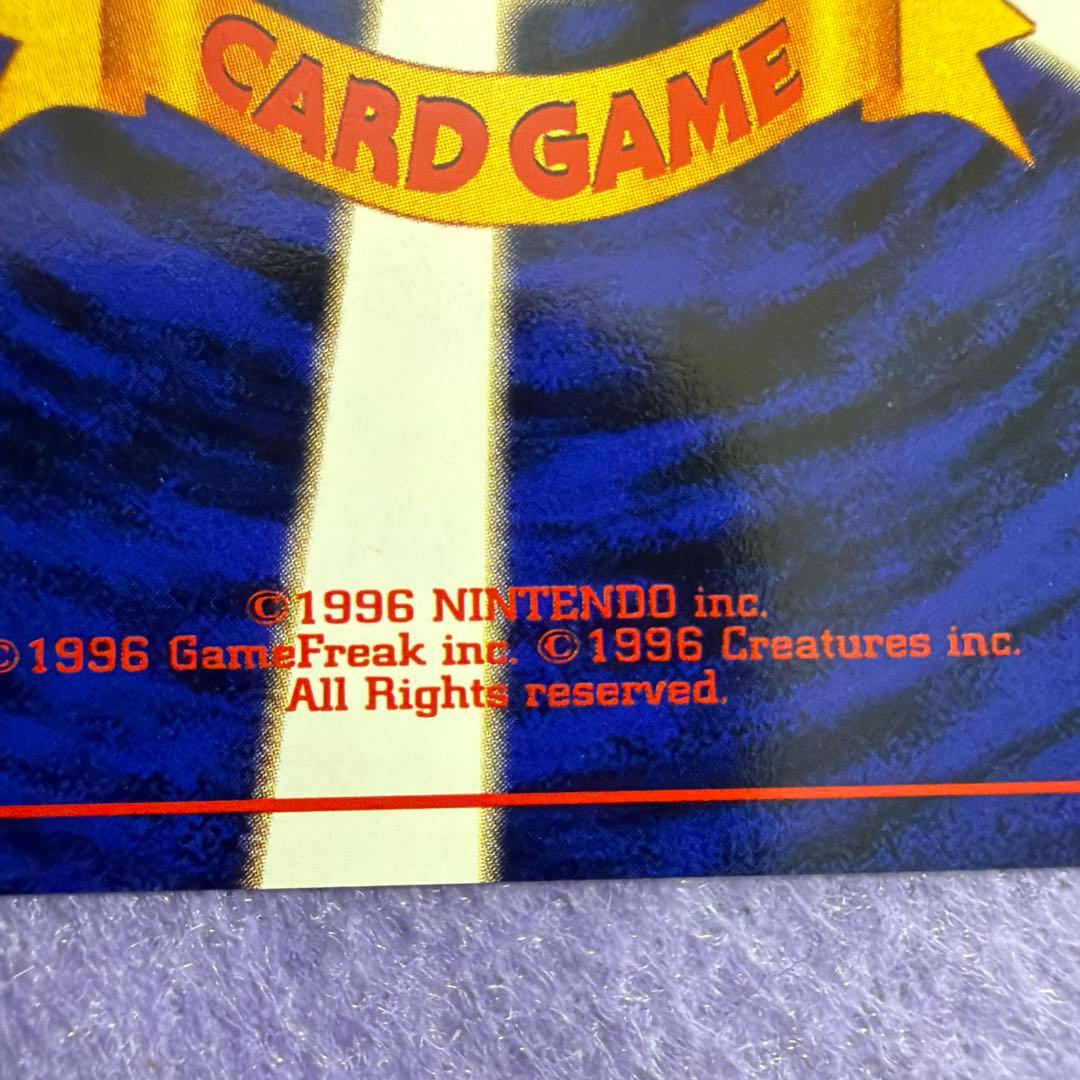 CARD GAME
©1996 NINTENDO inc.
©1996 GameFreak inc. ©1996 Creatures inc.
All Rights reserved.